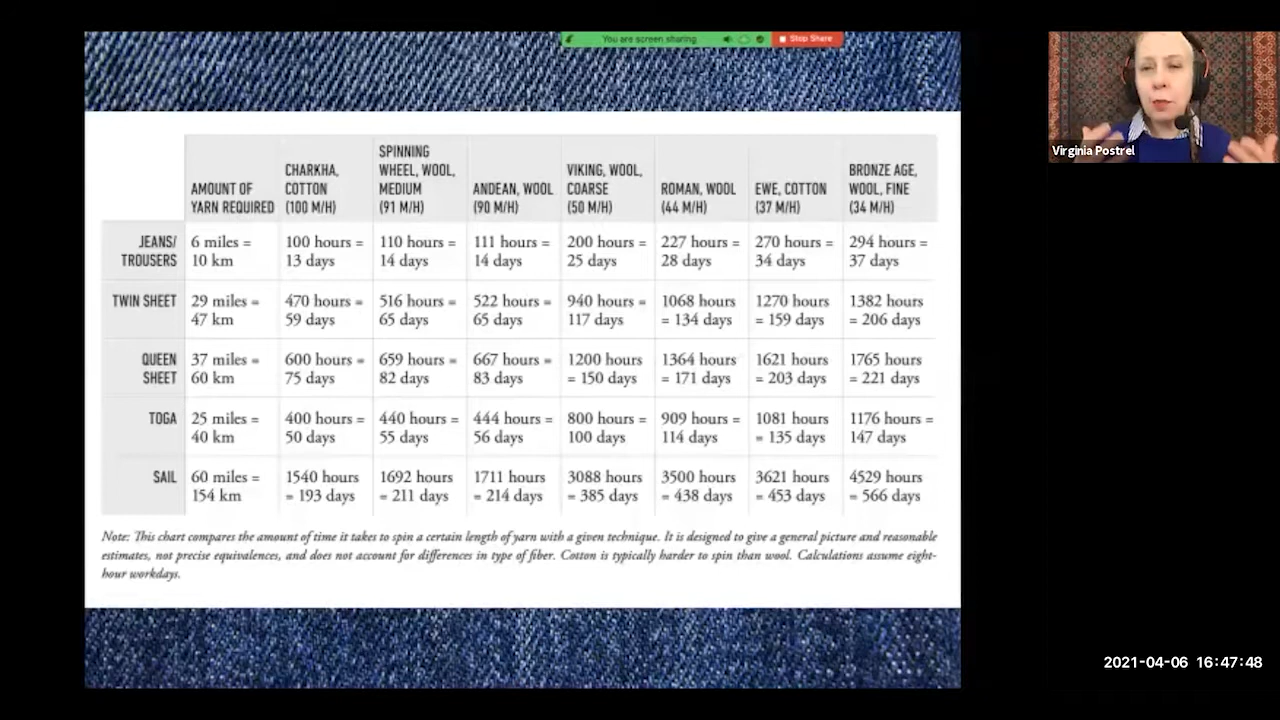 You are screen sharing
Stop Share
Virginia Postrel
AMOUNT OF
YARN REQUIRED
CHARKHA,
COTTON
(100 M/H)
SPINNING
WHEEL, WOOL,
MEDIUM
(91 M/H)
ANDEAN, WOOL
(90 M/H)
VIKING, WOOL,
COARSE
(50 M/H)
ROMAN, WOOL
(44 M/H)
EWE, COTTON
(37 M/H)
BRONZE AGE,
WOOL, FINE
(34 M/H)
JEANS/
TROUSERS
6 miles =
10 km
100 hours =
13 days
110 hours =
14 days
111 hours =
14 days
200 hours =
25 days
227 hours =
28 days
270 hours =
34 days
294 hours =
37 days
TWIN SHEET
29 miles =
47 km
470 hours =
59 days
516 hours =
65 days
522 hours =
65 days
940 hours =
117 days
1068 hours
= 134 days
1270 hours
= 159 days
1382 hours
= 206 days
QUEEN
SHEET
37 miles =
60 km
600 hours =
75 days
659 hours =
82 days
667 hours =
83 days
1200 hours
= 150 days
1364 hours
= 171 days
1621 hours
= 203 days
1765 hours
= 221 days
TOGA
25 miles =
40 km
400 hours =
50 days
440 hours =
55 days
444 hours =
56 days
800 hours =
100 days
909 hours =
114 days
1081 hours
= 135 days
1176 hours =
147 days
SAIL
60 miles =
154 km
1540 hours
= 193 days
1692 hours
= 211 days
1711 hours
= 214 days
3088 hours
= 385 days
3500 hours
= 438 days
3621 hours
= 453 days
4529 hours
= 566 days
Note: This chart compares the amount of time it takes to spin a certain length of yarn with a given technique. It is designed to give a general picture and reasonable
estimates, not precise equivalences, and does not account for differences in type of fiber. Cotton is typically harder to spin than wool. Calculations assume eight-
hour workdays.
2021-04-06 16:47:48